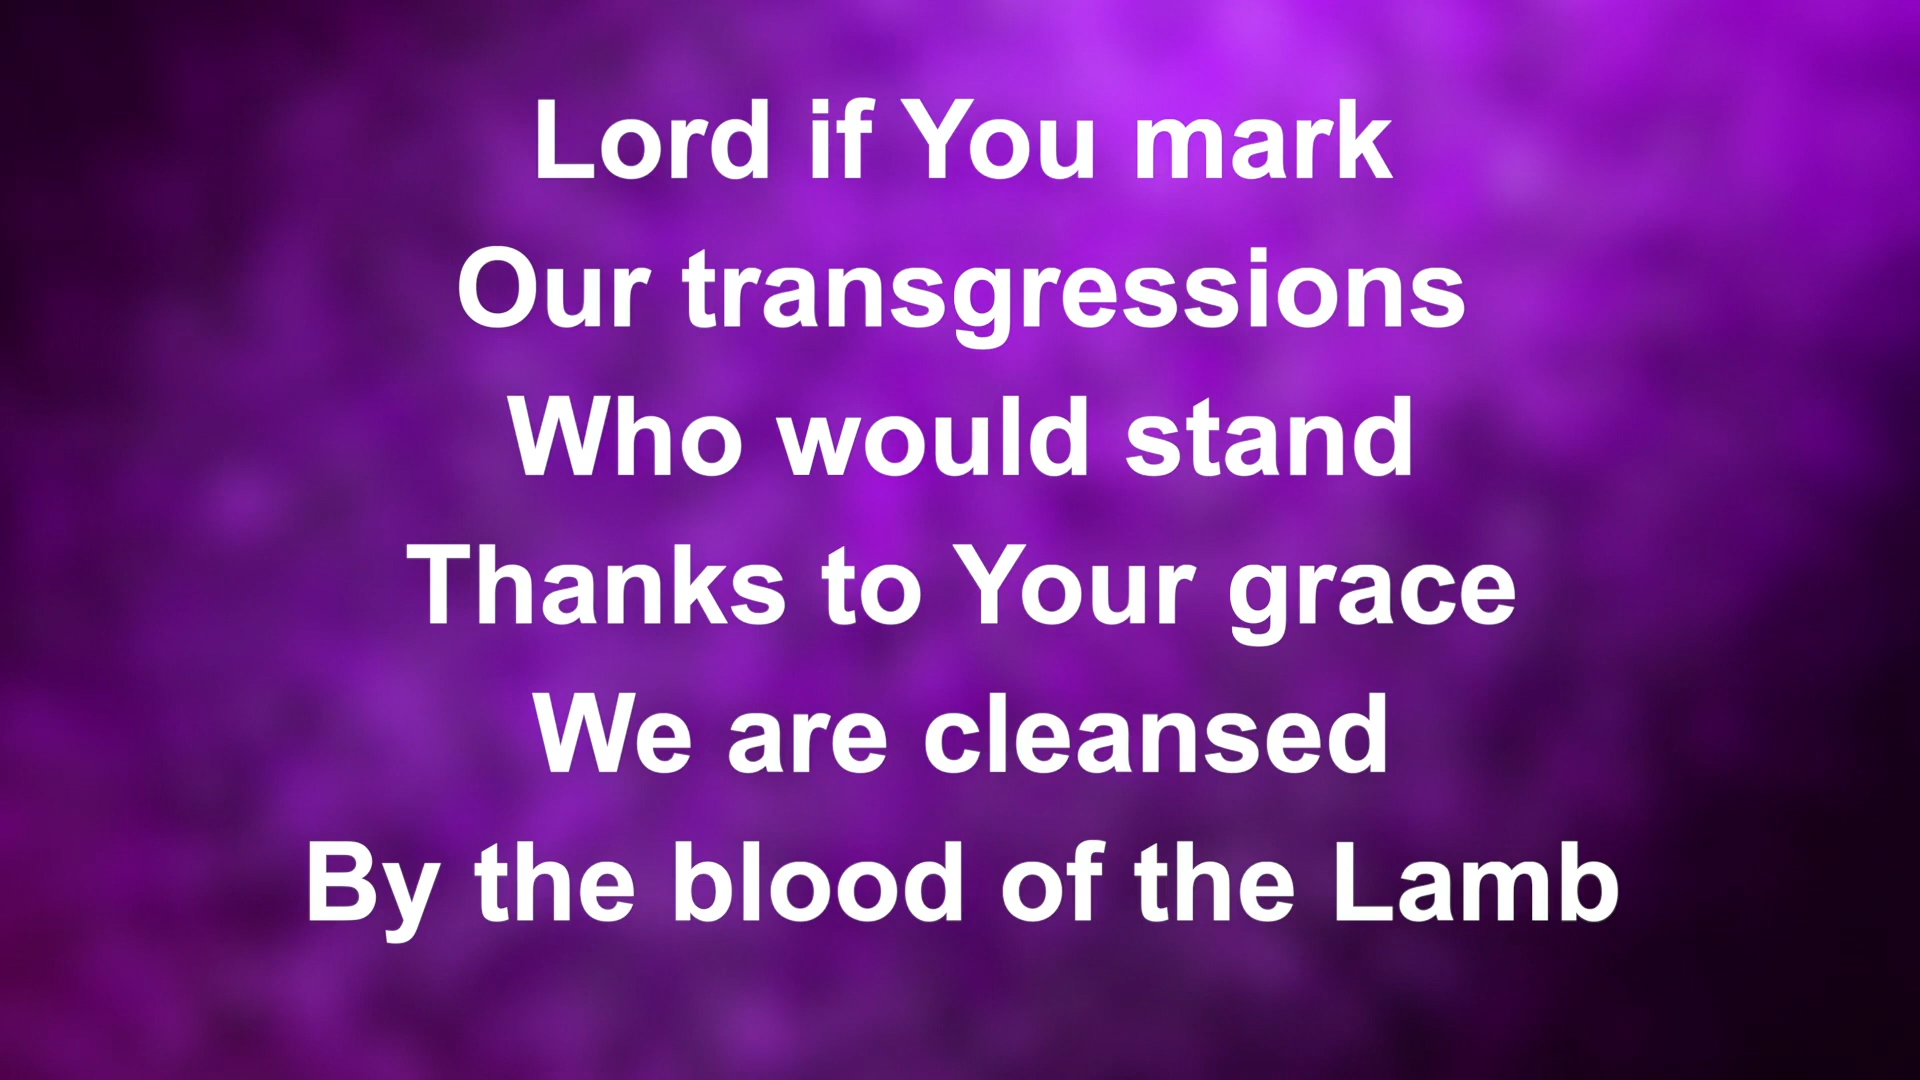 Lord if You mark
Our transgressions
Who would stand
Thanks to Your grace
We are cleansed
By the blood of the Lamb